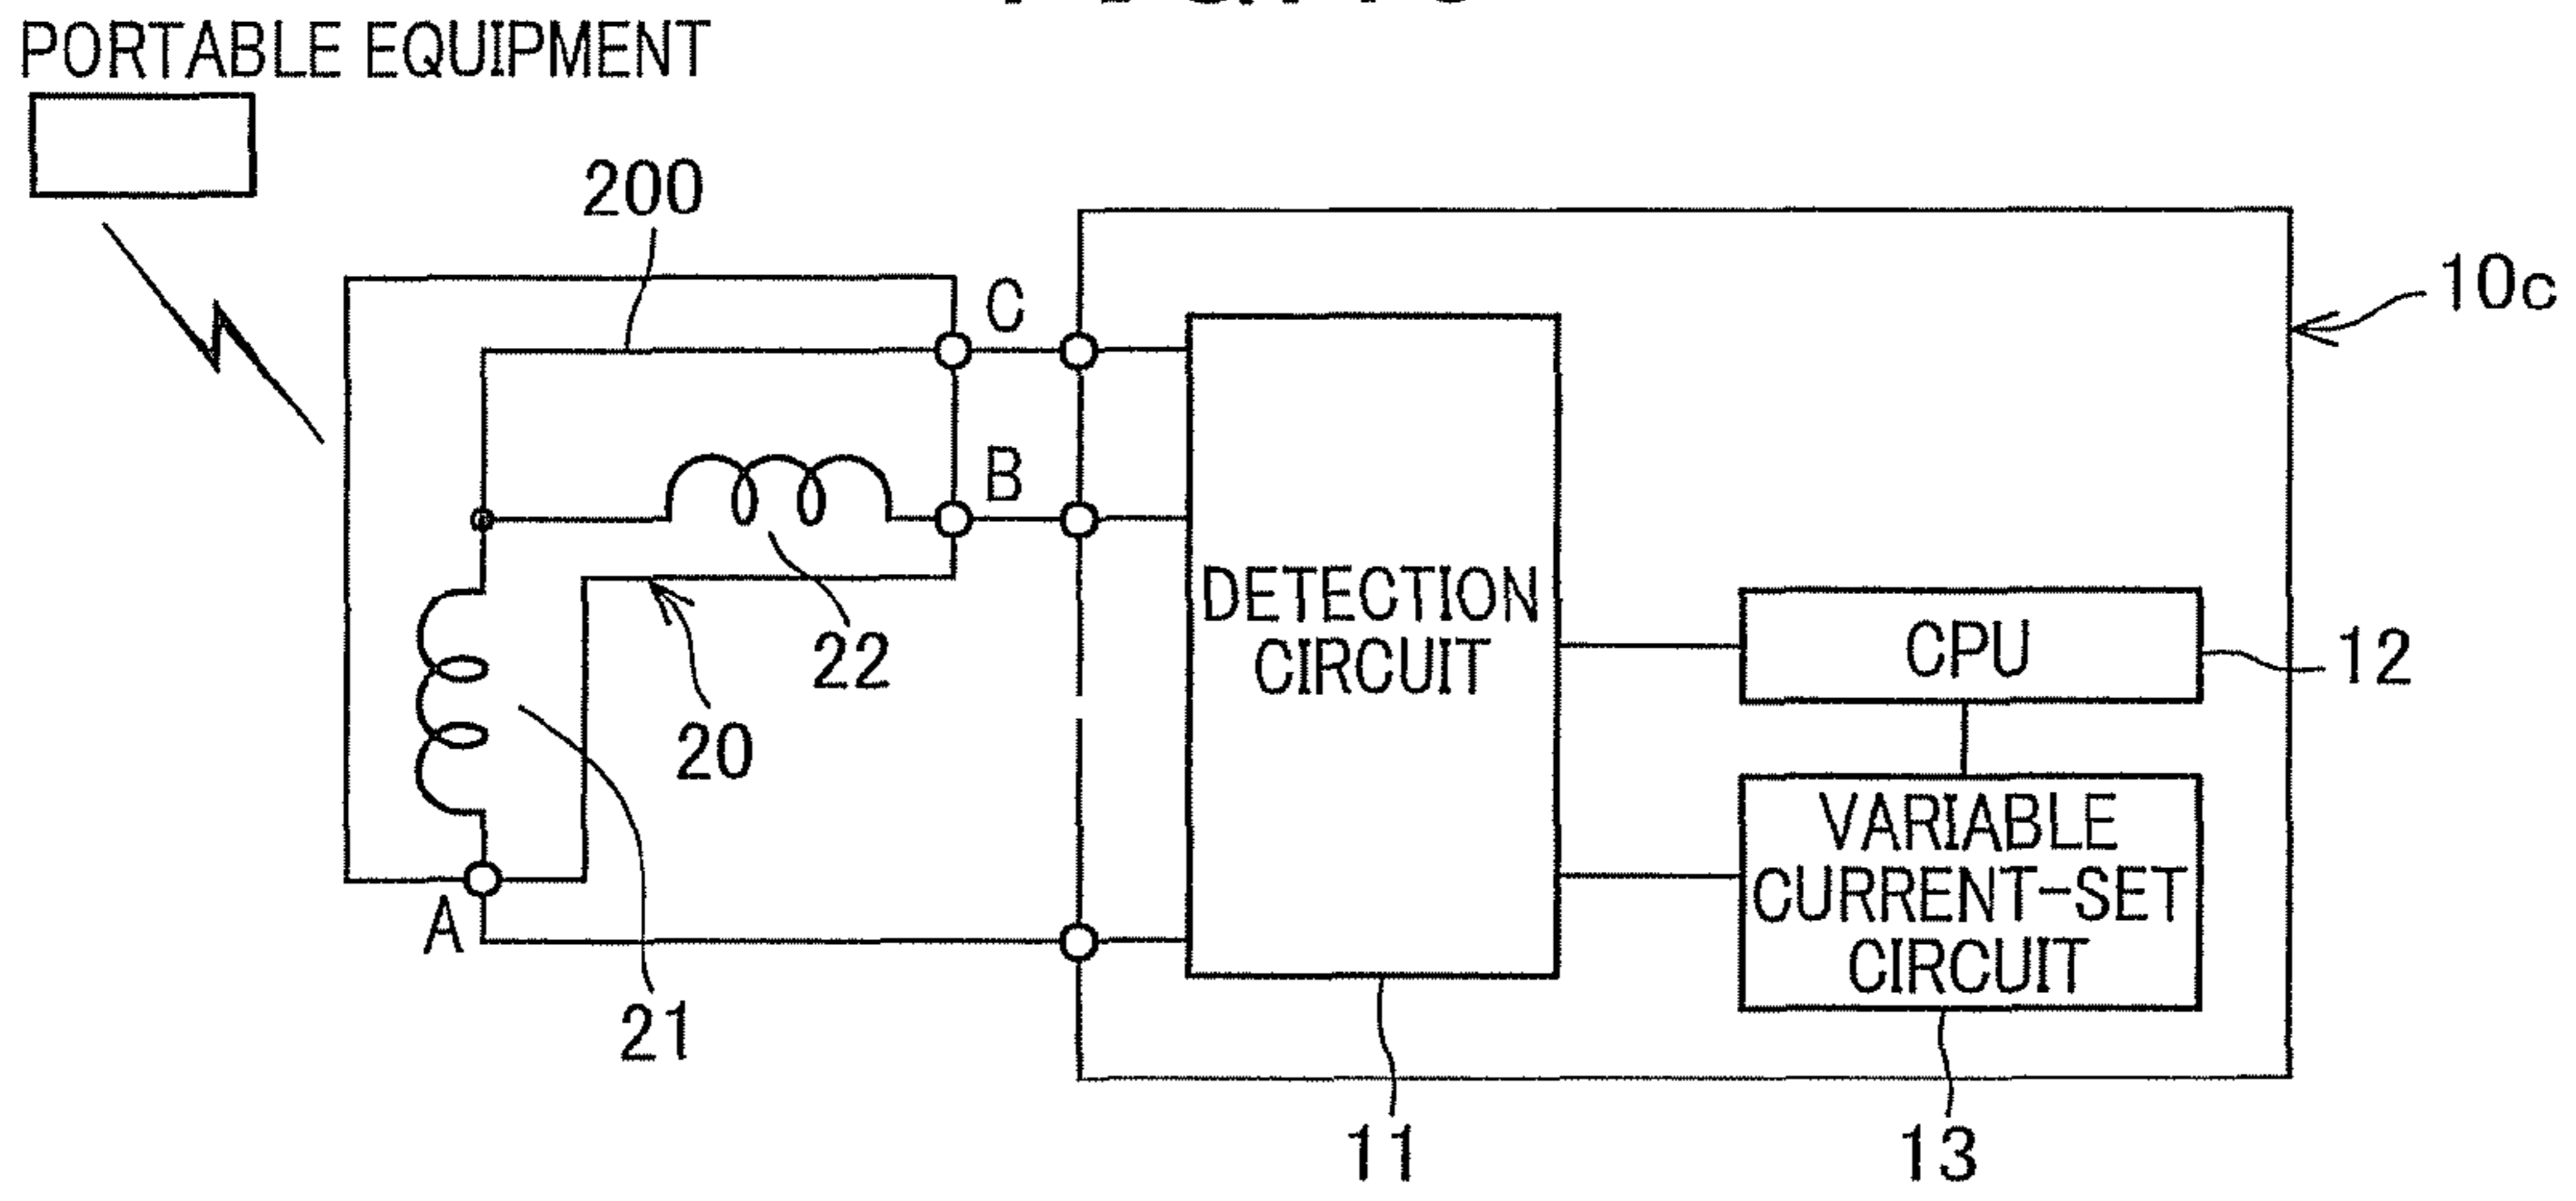 PORTABLE EQUIPMENT
200
C
10c
B
DETECTION
CIRCUIT
22
CPU
12
20
VARIABLE
CURRENT-SET
CIRCUIT
A
21
11
13